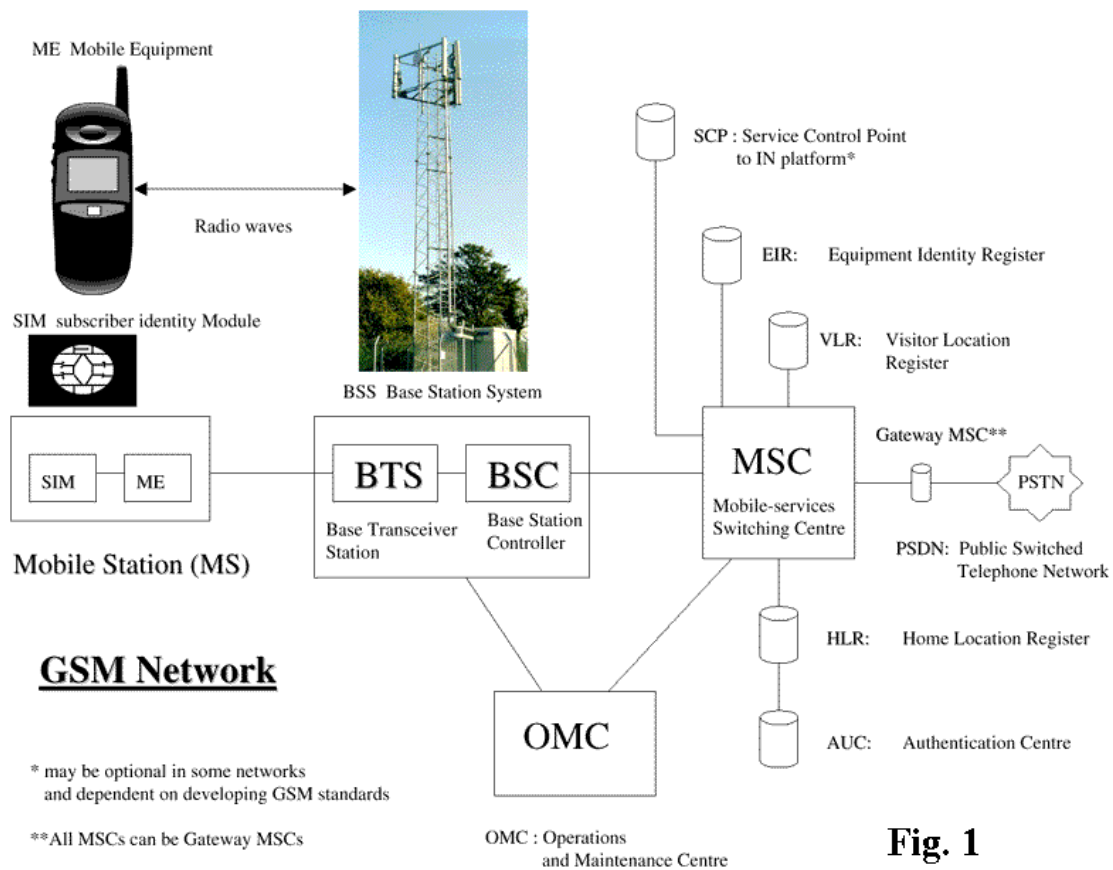 ME Mobile Equipment
Radio waves
SIM subscriber identity Module
BSS Base Station System
SCP : Service Control Point
to IN platform*
EIR: Equipment Identity Register
VLR: Visitor Location
Register
Gateway MSC**
PSTN
PSDN: Public Switched
Telephone Network
SIM
ME
Mobile Station (MS)
BTS
Base Transceiver
Station
BSC
Base Station
Controller
MSC
Mobile-services
Switching Centre
HLR: Home Location Register
AUC: Authentication Centre
GSM Network
OMC
* may be optional in some networks
and dependent on developing GSM standards
**All MSCs can be Gateway MSCs
OMC : Operations
and Maintenance Centre
Fig. 1